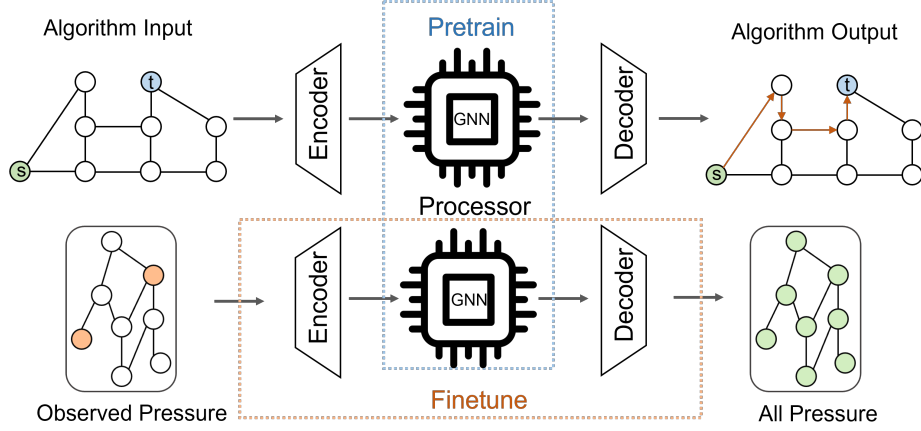 Algorithm Input
Pretrain
Algorithm Output
t
s
Encoder
GNN
Decoder
t
s
Processor
Encoder
GNN
Decoder
Observed Pressure
Finetune
All Pressure